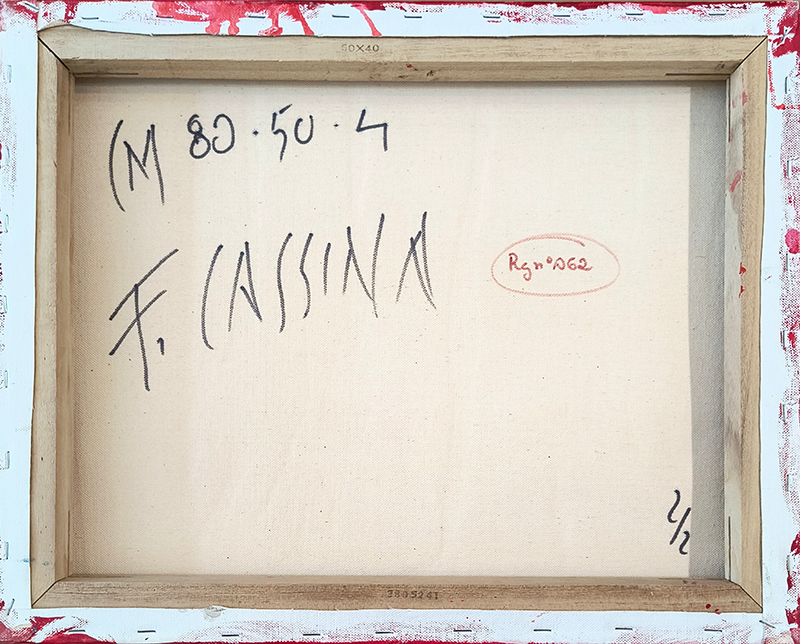 50X40
CM 80.50.4
F. CASSINA
Rg n° 062
2/2
3805241